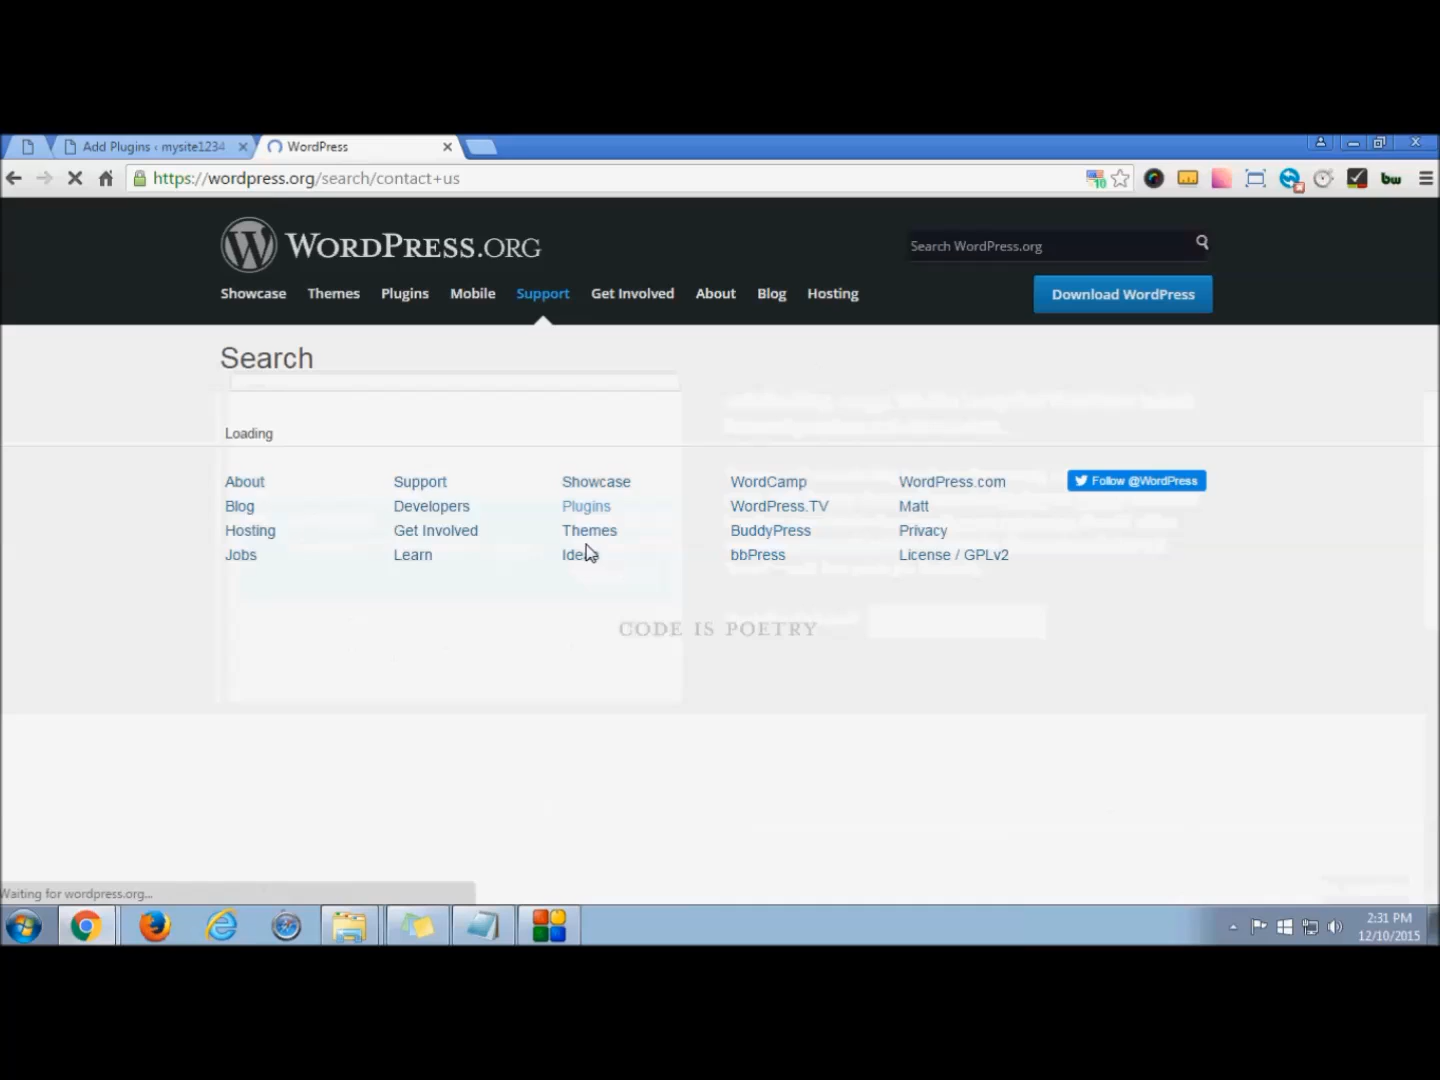 Add Plugins ‹ mysite1234
WordPress
https://wordpress.org/search/contact+us
10
bw
WORDPRESS.ORG
Search WordPress.org
Showcase Themes Plugins Mobile Support Get Involved About Blog Hosting
Download WordPress
Search
Loading
About Support Showcase WordCamp WordPress.com Follow @WordPress
Blog Developers Plugins WordPress.TV Matt
Hosting Get Involved Themes BuddyPress Privacy
Jobs Learn Ideas bbPress License / GPLv2
CODE IS POETRY
Waiting for wordpress.org...
2:31 PM
12/10/2015